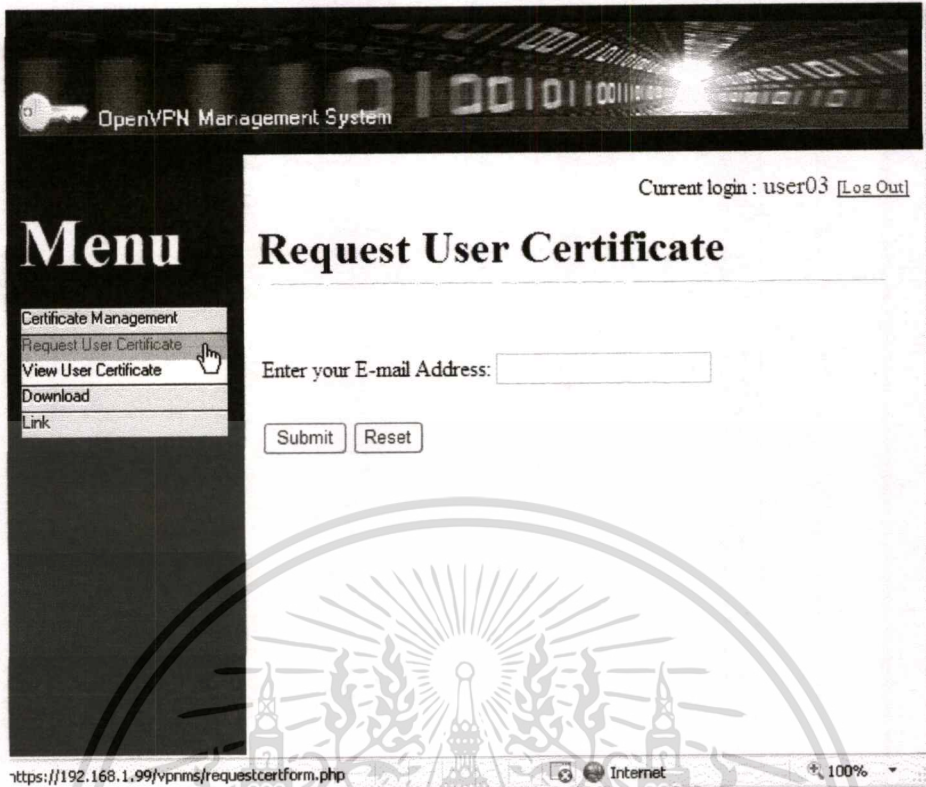 OpenVPN Management System
Current login : user03 [Log Out]
Menu
Request User Certificate
Certificate Management
Request User Certificate
View User Certificate
Download
Link
Enter your E-mail Address:
Submit Reset
https://192.168.1.99/vpnms/requestcertform.php Internet 100%